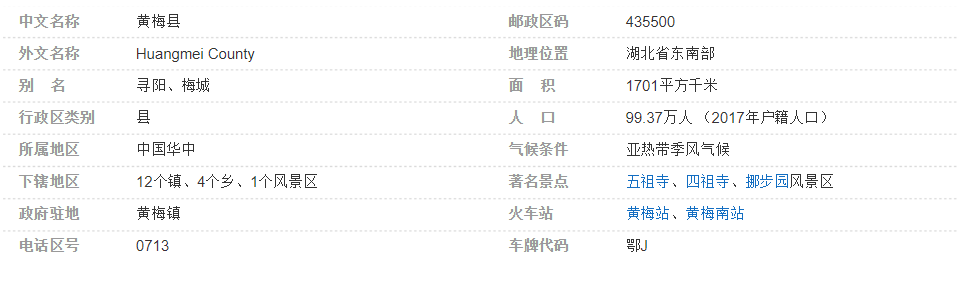 中文名称 黄梅县 邮政区码 435500
外文名称 Huangmei County 地理位置 湖北省东南部
别 名 寻阳、梅城 面 积 1701平方千米
行政区类别 县 人 口 99.37万人 （2017年户籍人口）
所属地区 中国华中 气候条件 亚热带季风气候
下辖地区 12个镇、4个乡、1个风景区 著名景点 五祖寺、四祖寺、挪步园风景区
政府驻地 黄梅镇 火车站 黄梅站、黄梅南站
电话区号 0713 车牌代码 鄂J